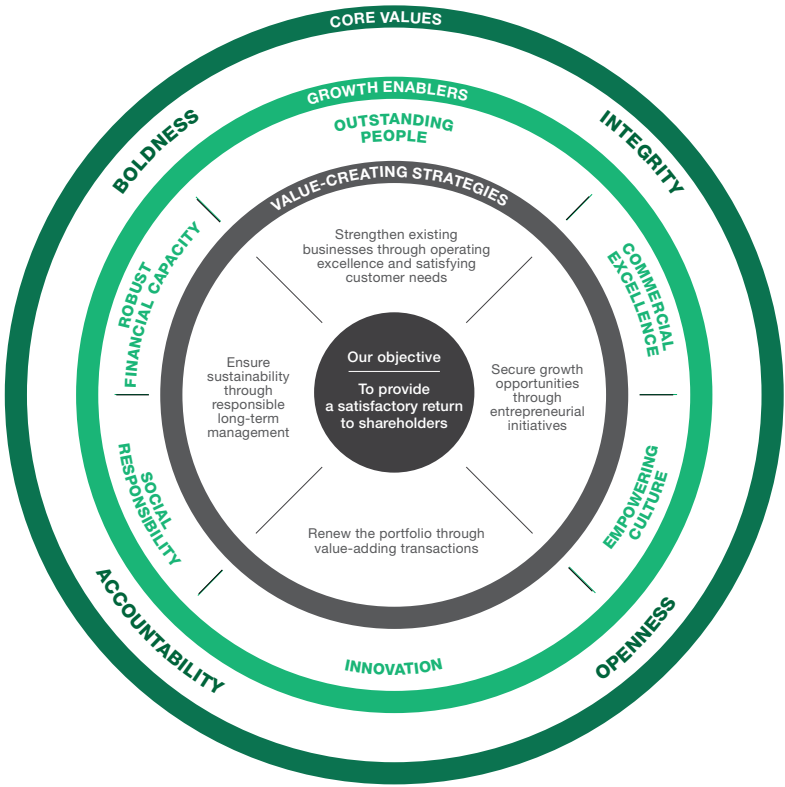 CORE VALUES
BOLDNESS
INTEGRITY
GROWTH ENABLERS
OUTSTANDING
PEOPLE
VALUE-CREATING STRATEGIES
Strengthen existing
businesses through operating
excellence and satisfying
customer needs
ROBUST
FINANCIAL CAPACITY
COMMERCIAL
EXCELLENCE
Ensure
sustainability
through
responsible
long-term
management
Our objective
To provide
a satisfactory return
to shareholders
Secure growth
opportunities
through
entrepreneurial
initiatives
SOCIAL
RESPONSIBILITY
EMPOWERING
CULTURE
Renew the portfolio through
value-adding transactions
INNOVATION
ACCOUNTABILITY
OPENNESS